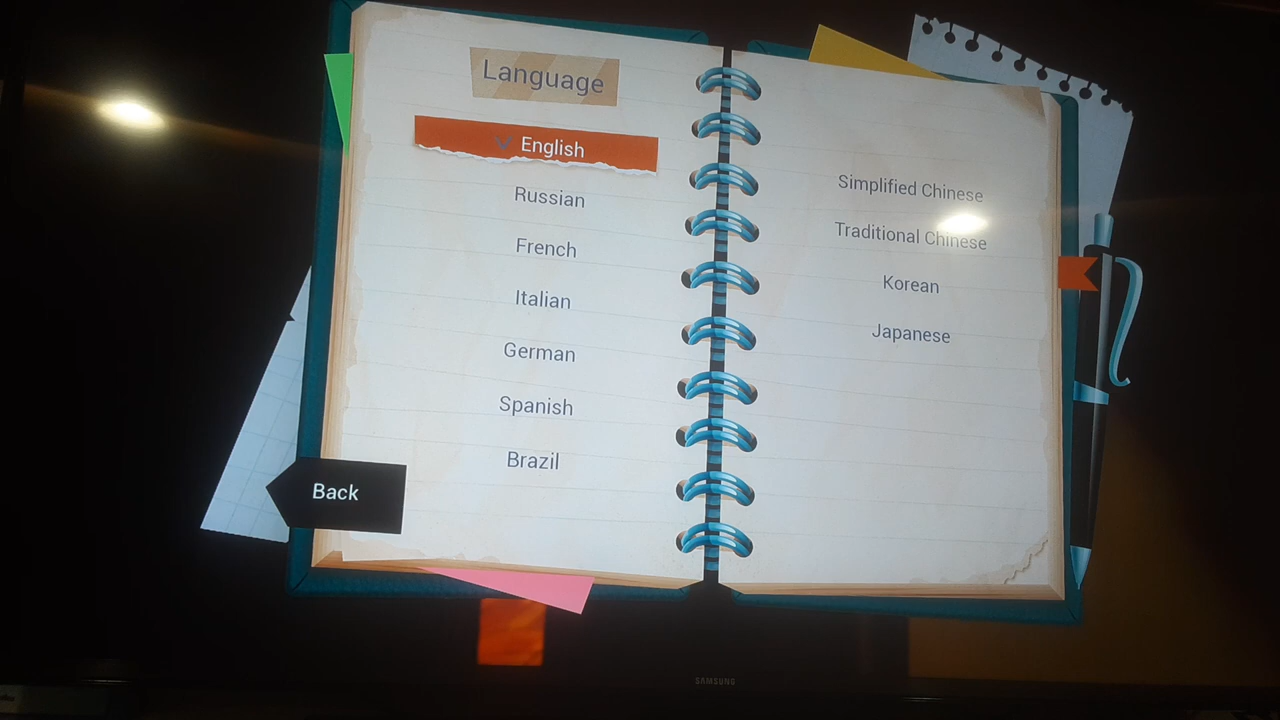 Language
English
Russian
French
Italian
German
Spanish
Brazil
Back
Simplified Chinese
Traditional Chinese
Korean
Japanese
SAMSUNG